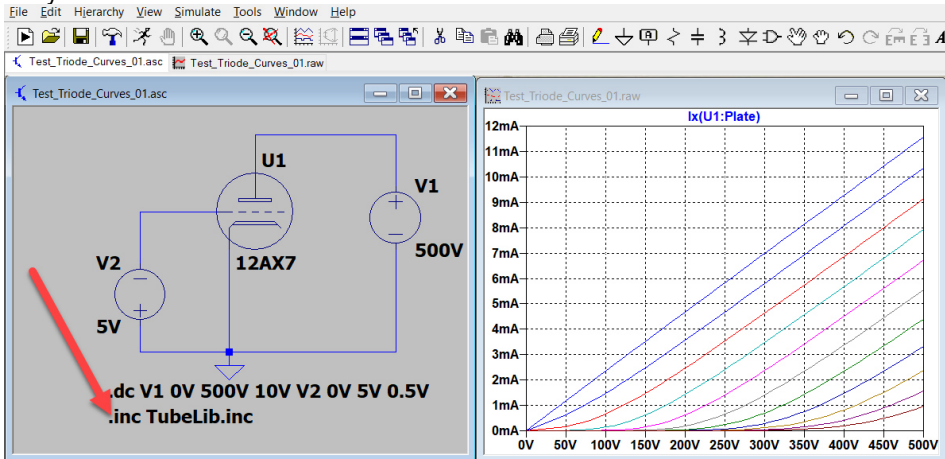 File Edit Hierarchy View Simulate Tools Window Help
Test_Triode_Curves_01.asc Test_Triode_Curves_01.raw
Test_Triode_Curves_01.asc
U1
V1
500V
12AX7
V2
5V
.dc V1 0V 500V 10V V2 0V 5V 0.5V
.inc TubeLib.inc
Test_Triode_Curves_01.raw
Ix(U1:Plate)
12mA
11mA
10mA
9mA
8mA
7mA
6mA
5mA
4mA
3mA
2mA
1mA
0mA
0V 50V 100V 150V 200V 250V 300V 350V 400V 450V 500V